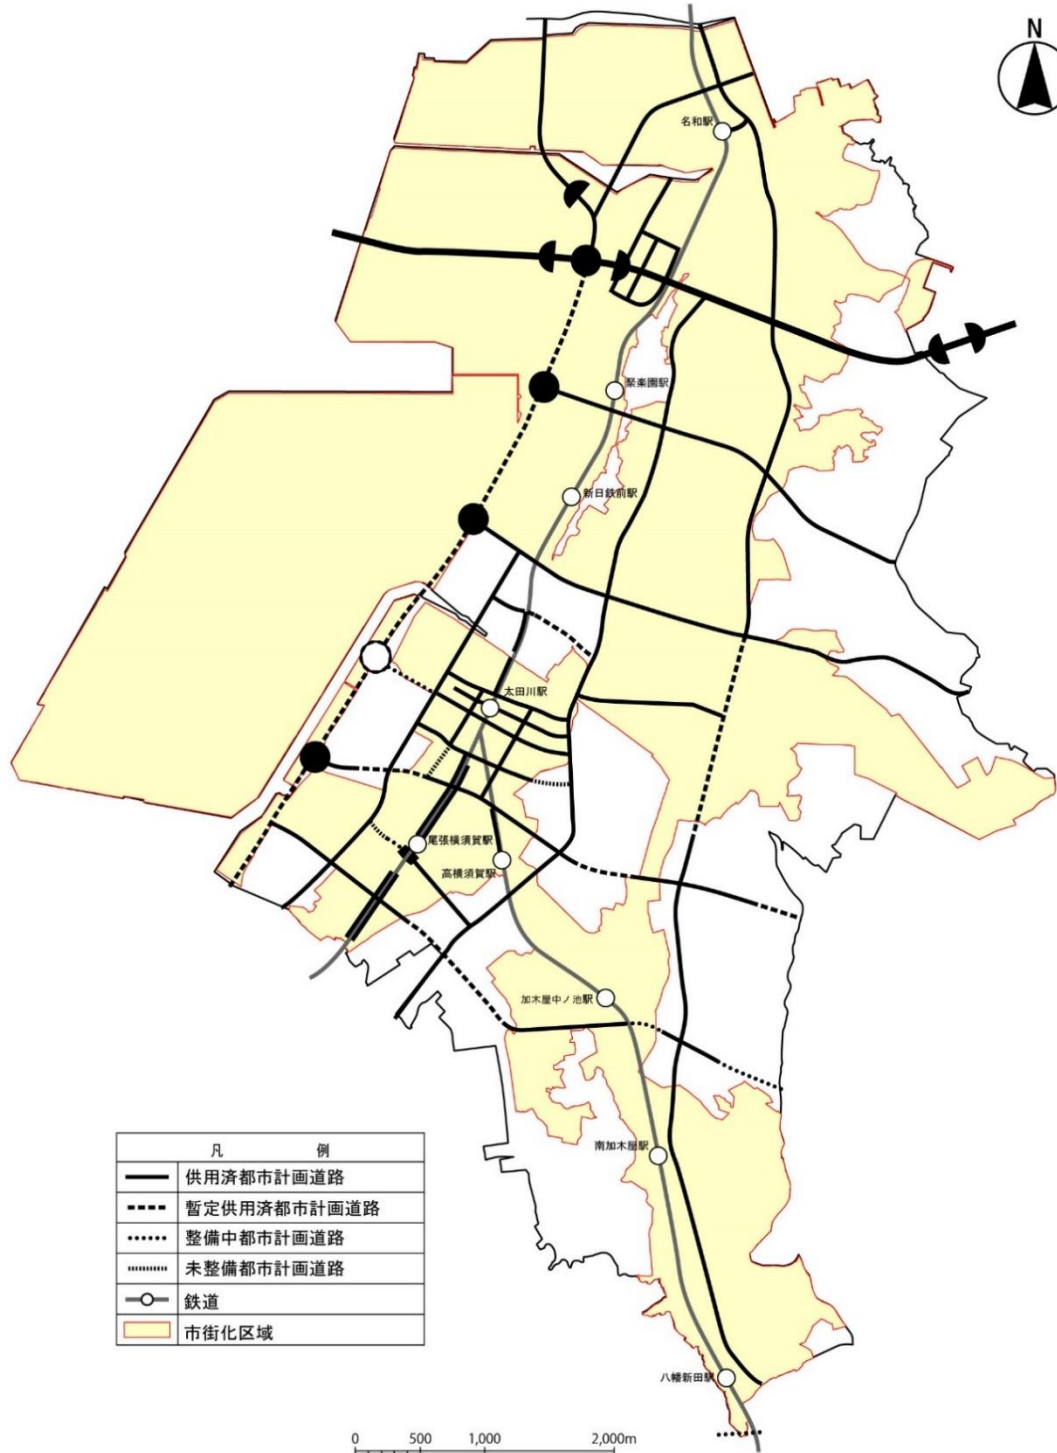 N
名和駅
聚楽園駅
新日鉄前駅
太田川駅
尾張横須賀駅
高横須賀駅
加木屋中ノ池駅
南加木屋駅
八幡新田駅
凡 例
供用済都市計画道路
暫定供用済都市計画道路
整備中都市計画道路
未整備都市計画道路
鉄道
市街化区域
0 500 1,000 2,000m